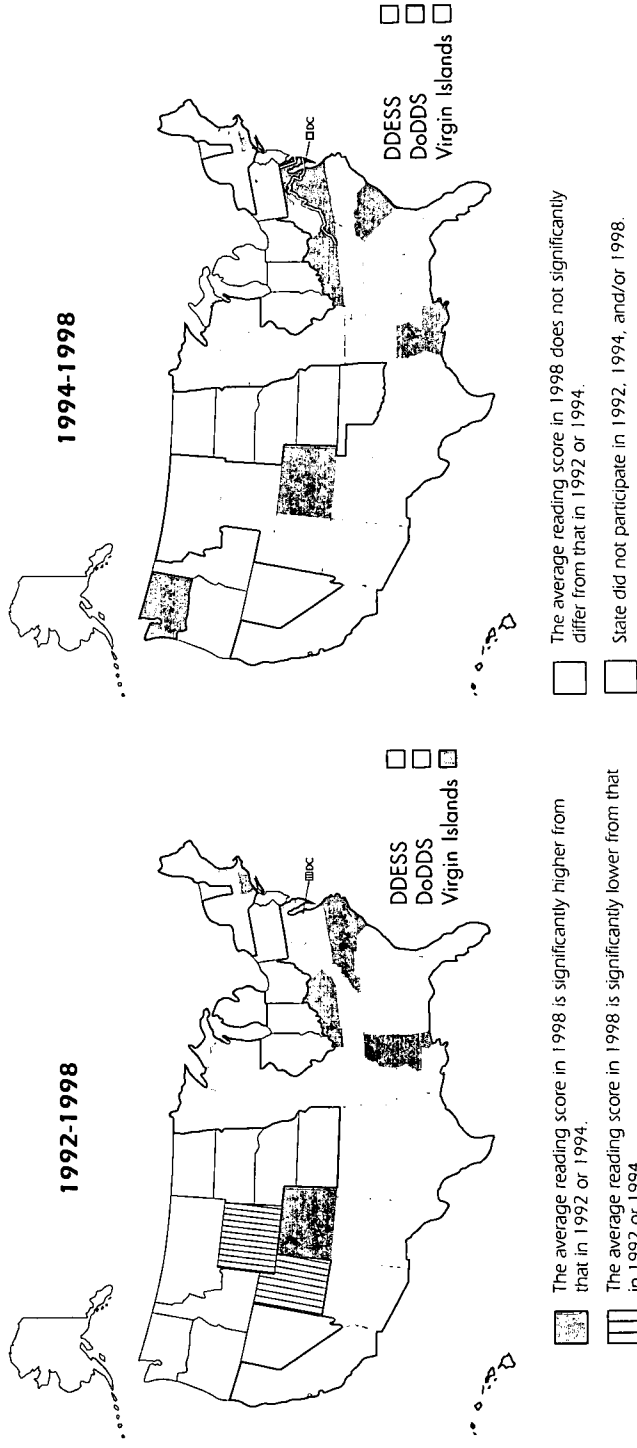 1992-1998
DC
DDESS
DoDDS
Virgin Islands
The average reading score in 1998 is significantly higher from
that in 1992 or 1994.
The average reading score in 1998 is significantly lower from that
in 1992 or 1994.
1994-1998
DC
DDESS
DoDDS
Virgin Islands
The average reading score in 1998 does not significantly
differ from that in 1992 or 1994.
State did not participate in 1992, 1994, and/or 1998.